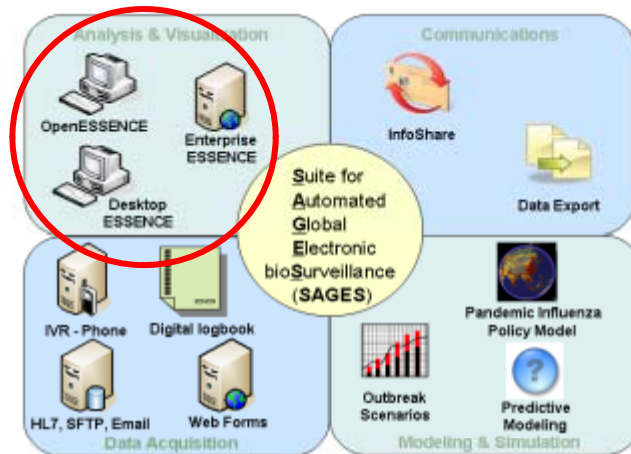 Analysis & Visualization
OpenESSENCE
Enterprise
ESSENCE
Desktop
ESSENCE
Communications
InfoShare
Data Export
Suite for
Automated
Global
Electronic
bioSurveillance
(SAGES)
IVR - Phone
Digital logbook
HL7, SFTP, Email
Web Forms
Data Acquisition
Pandemic Influenza
Policy Model
Outbreak
Scenarios
?
Predictive
Modeling
Modeling & Simulation